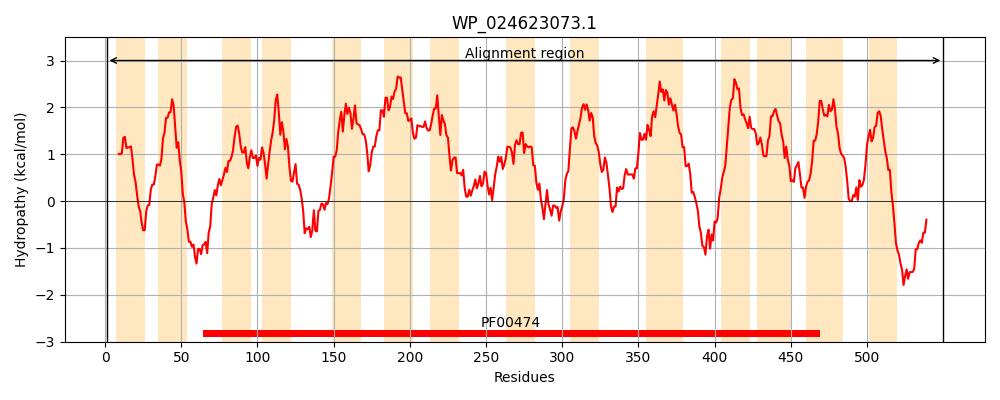 WP_024623073.1
Alignment region
3
2
1
0
−1
−2
−3
Hydropathy (kcal/mol)
PF00474
0 50 100 150 200 250 300 350 400 450 500
Residues